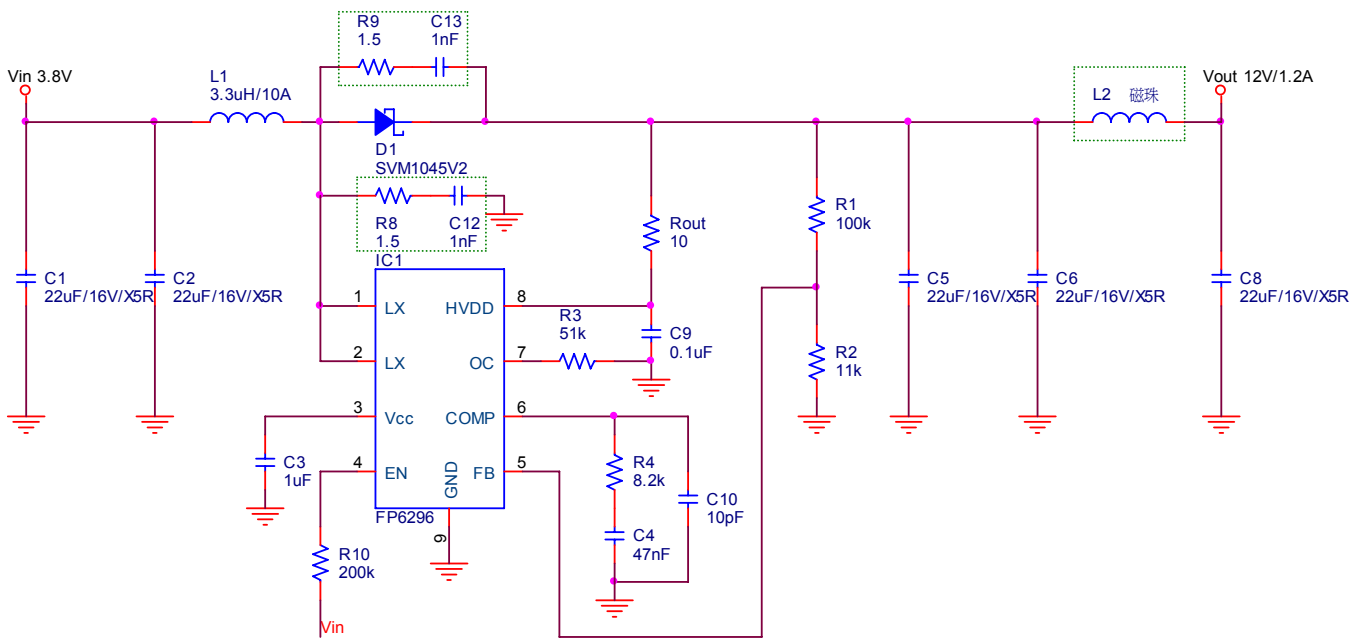 R9
1.5
C13
1nF
Vin 3.8V
L1
3.3uH/10A
L2 磁珠
Vout 12V/1.2A
D1
SVM1045V2
R8
1.5
C12
1nF
Rout
10
R1
100k
C1
22uF/16V/X5R
C2
22uF/16V/X5R
C5
22uF/16V/X5R
C6
22uF/16V/X5R
C8
22uF/16V/X5R
IC1
1
LX
HVDD
8
R3
51k
C9
0.1uF
2
LX
OC
7
R2
11k
3
Vcc
COMP
6
C3
1uF
4
EN
GND
FB
5
R4
8.2k
C10
10pF
FP6296
9
C4
47nF
R10
200k
Vin